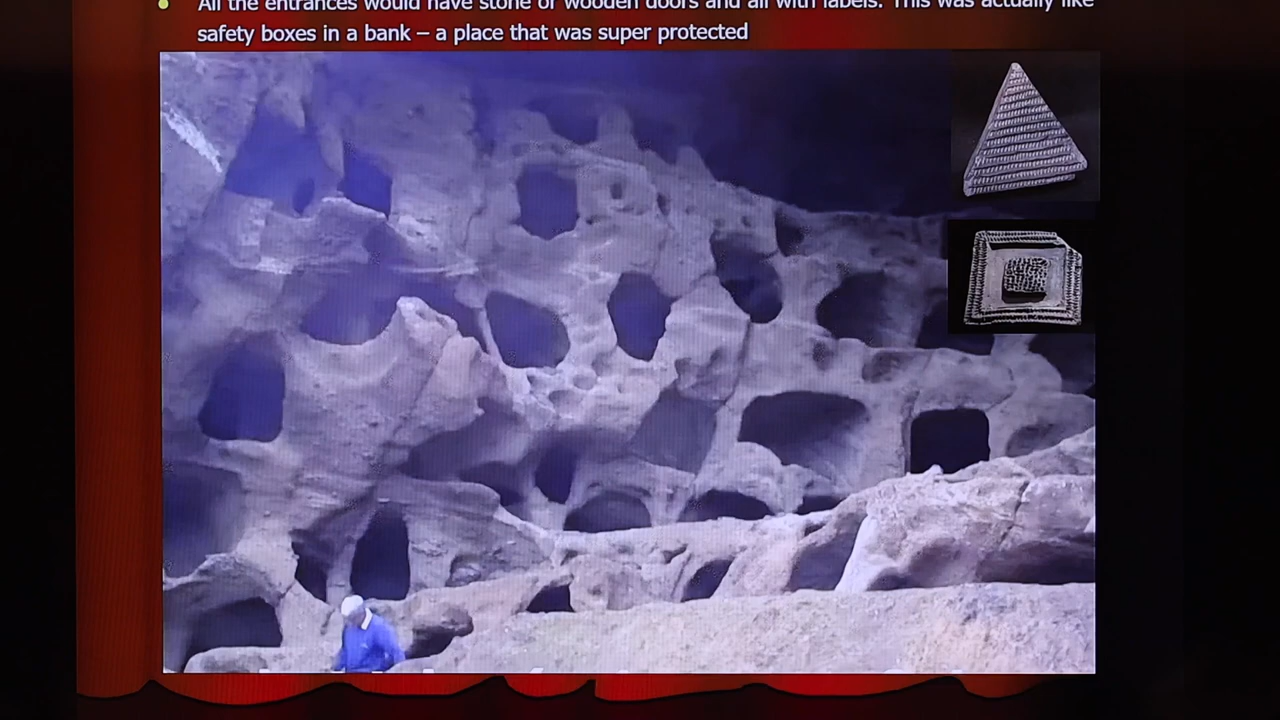 All the entrances would have stone or wooden doors and all with labels. This was actually like
safety boxes in a bank – a place that was super protected